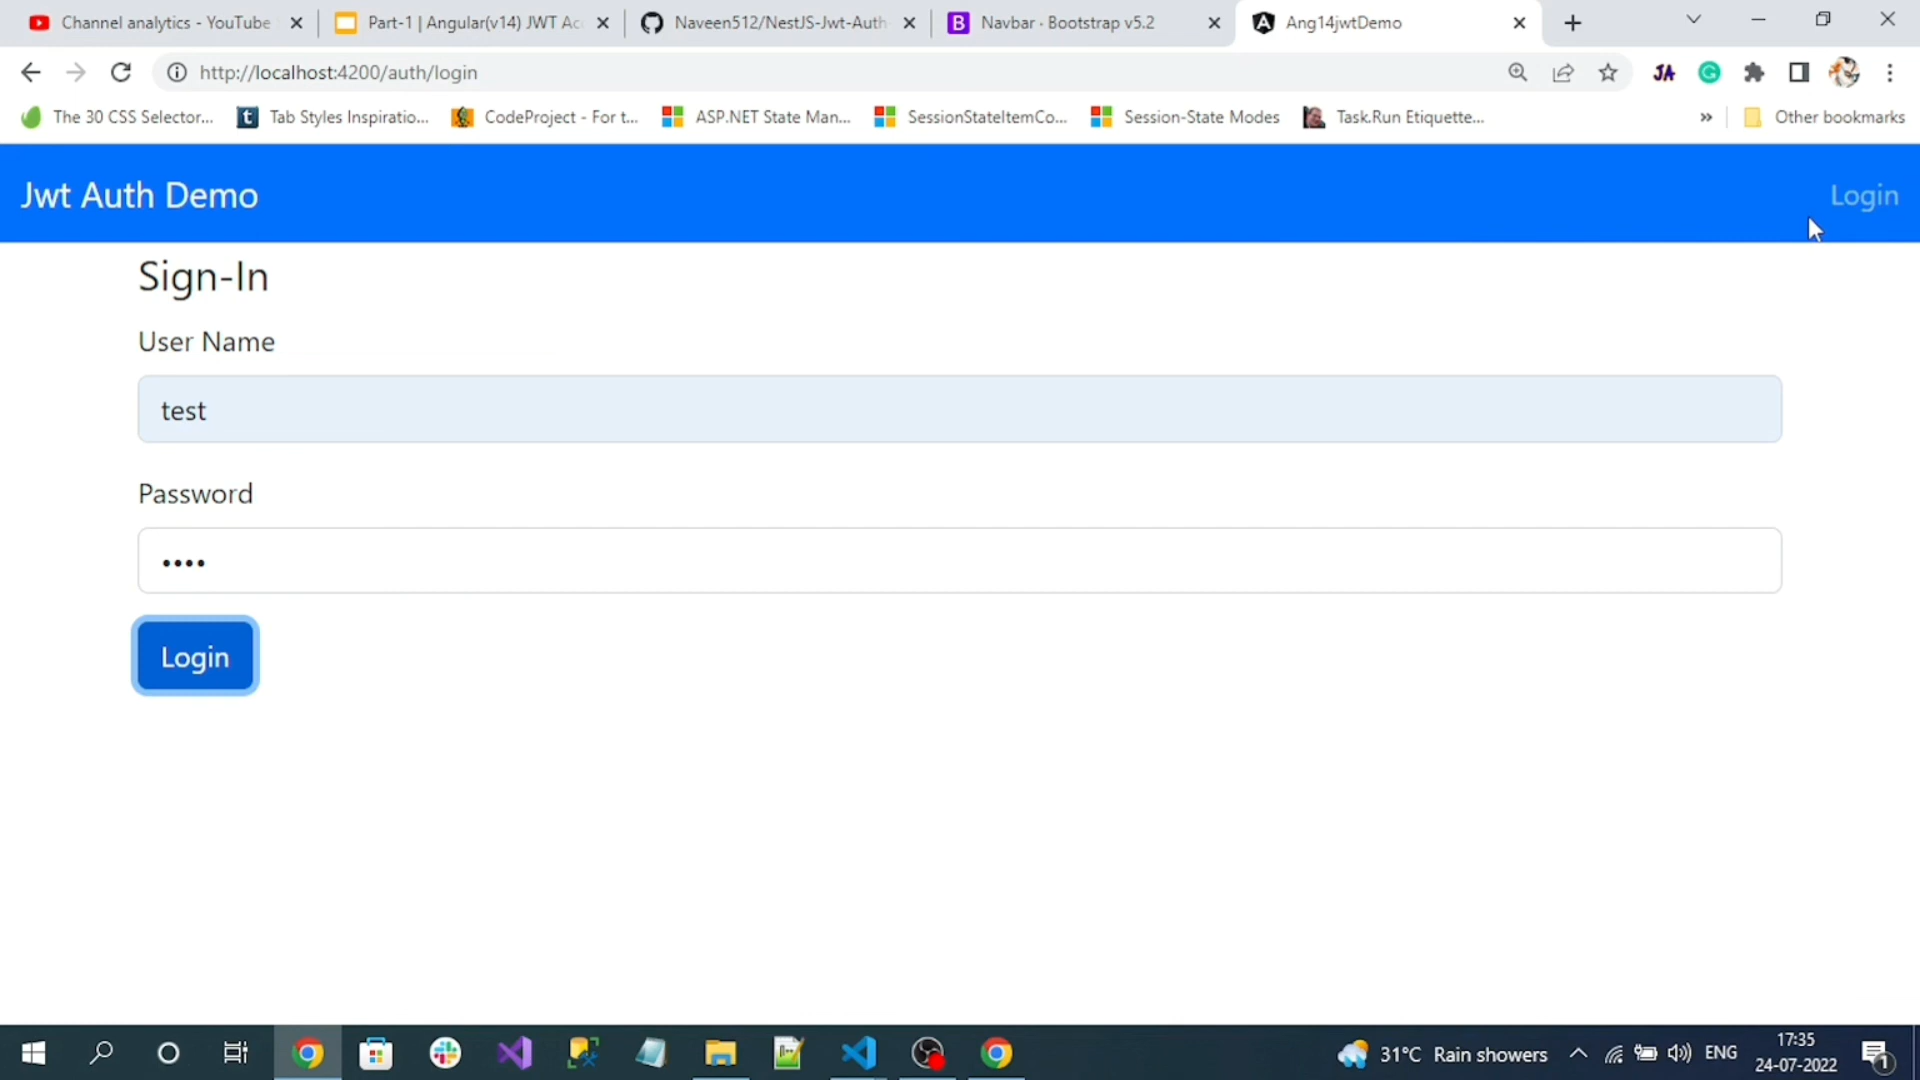 Channel analytics - YouTube
Part-1 | Angular(v14) JWT Ac
Naveen512/NestJS-Jwt-Auth
B Navbar · Bootstrap v5.2
Ang14jwtDemo
http://localhost:4200/auth/login
JA
G
The 30 CSS Selector...
t Tab Styles Inspiratio...
CodeProject - For t...
ASP.NET State Man...
SessionStateItemCo...
Session-State Modes
Task.Run Etiquette...
»
Other bookmarks
Jwt Auth Demo
Login
Sign-In
User Name
test
Password
••••
Login
31°C Rain showers
ENG
17:35
24-07-2022
1